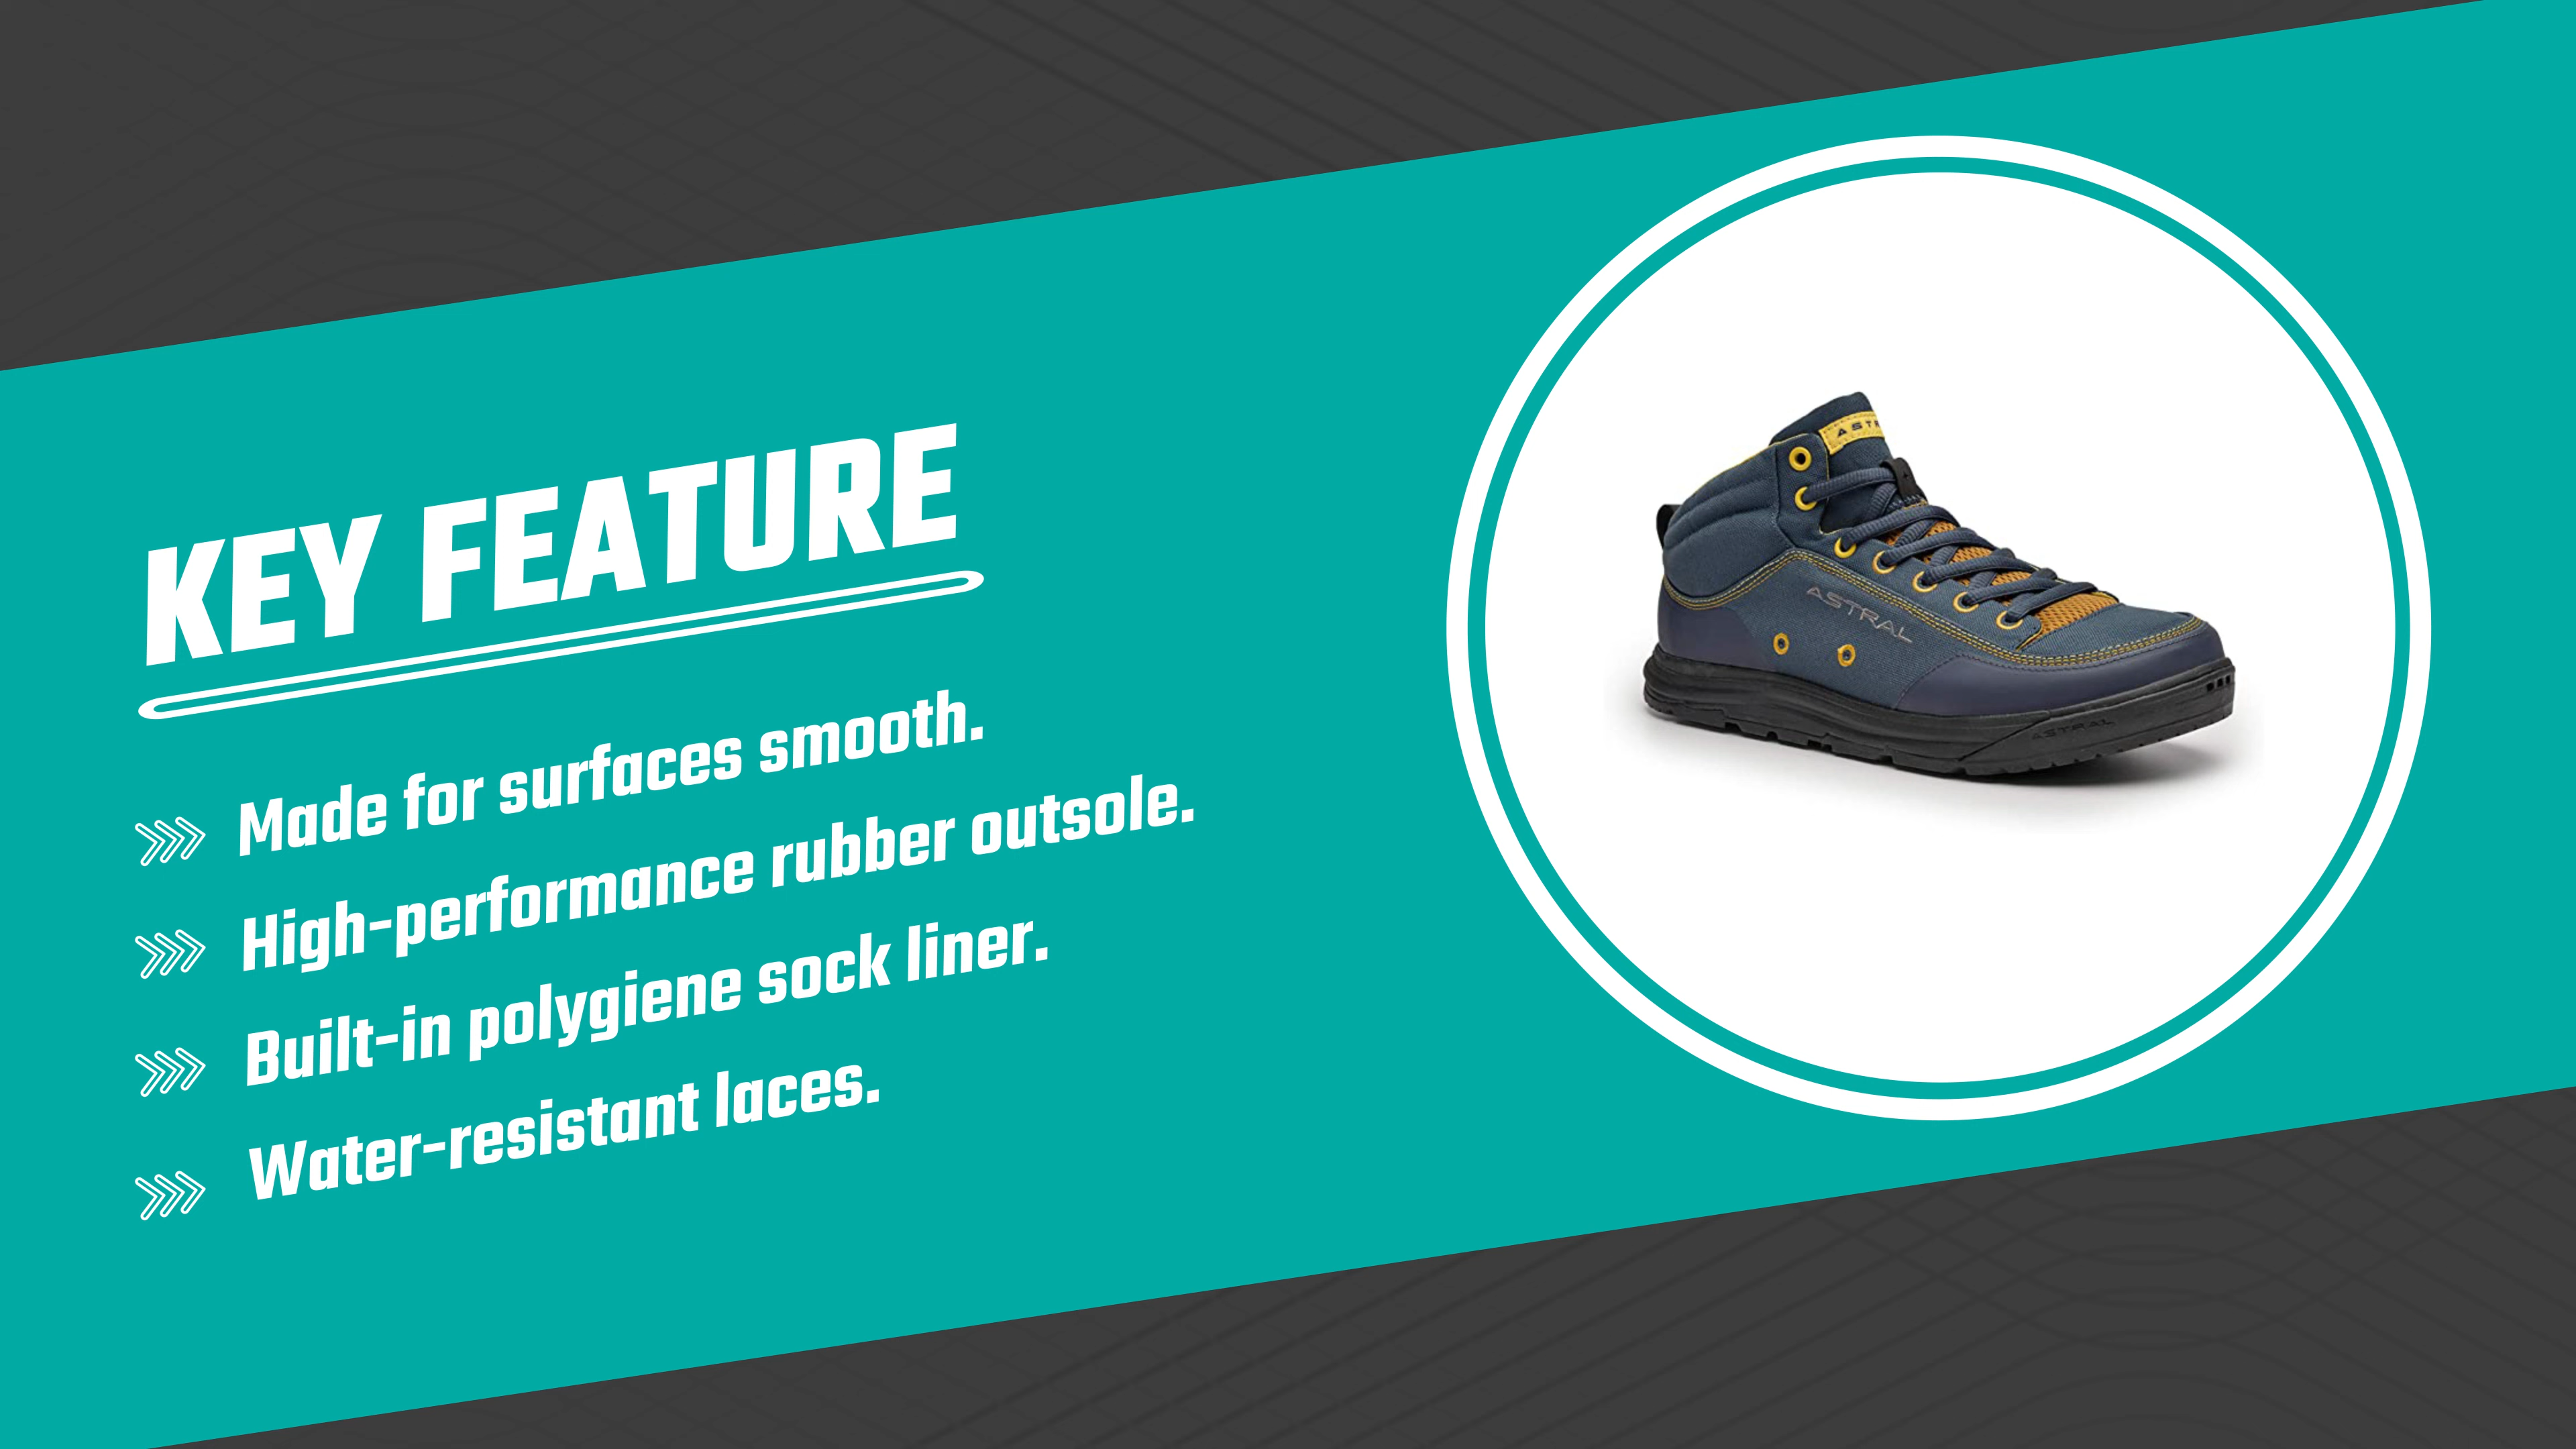 KEY FEATURE
Made for surfaces smooth.
High-performance rubber outsole.
Built-in polygiene sock liner.
Water-resistant laces.
ASTR
ASTRAL
ASTRAL